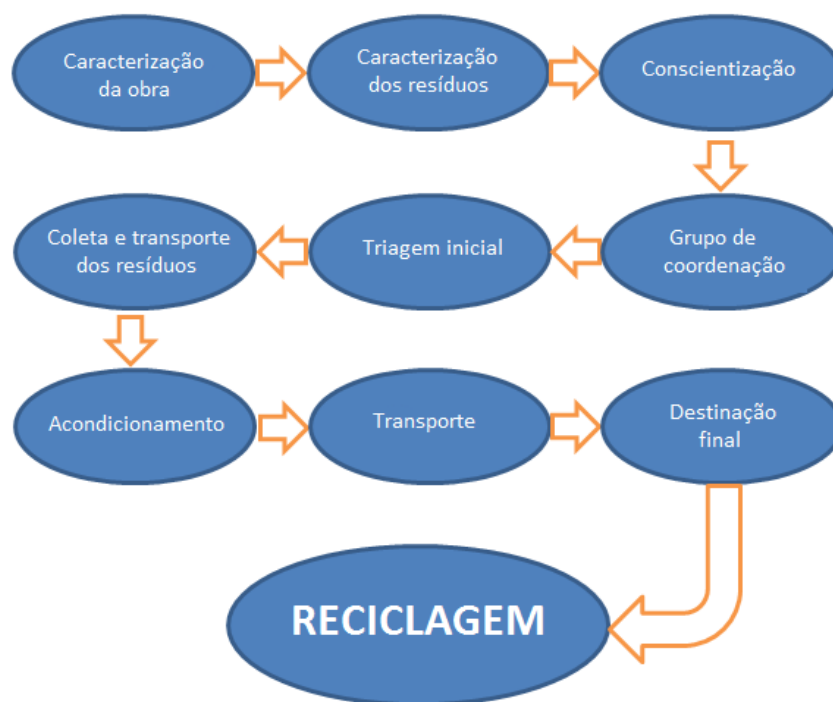 Caracterização
da obra
Caracterização
dos resíduos
Conscientização
Grupo de
coordenação
Triagem inicial
Coleta e transporte
dos resíduos
Acondicionamento
Transporte
Destinação
final
RECICLAGEM